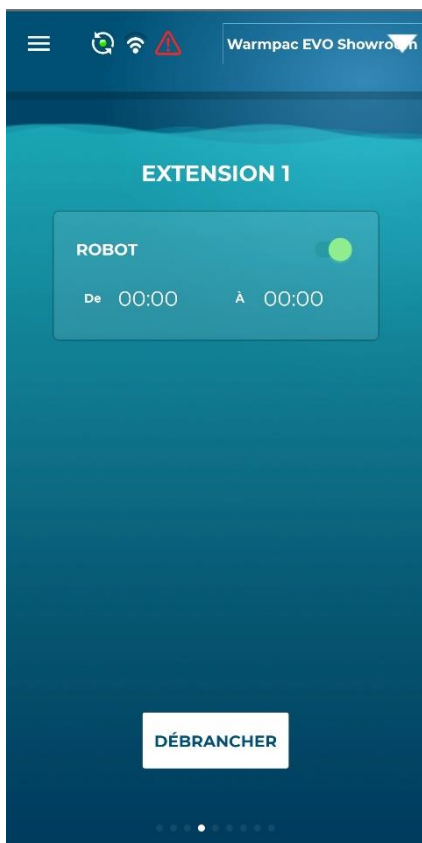 Warmpac EVO Showroom
EXTENSION 1
ROBOT
De 00:00 À 00:00
DÉBRANCHER